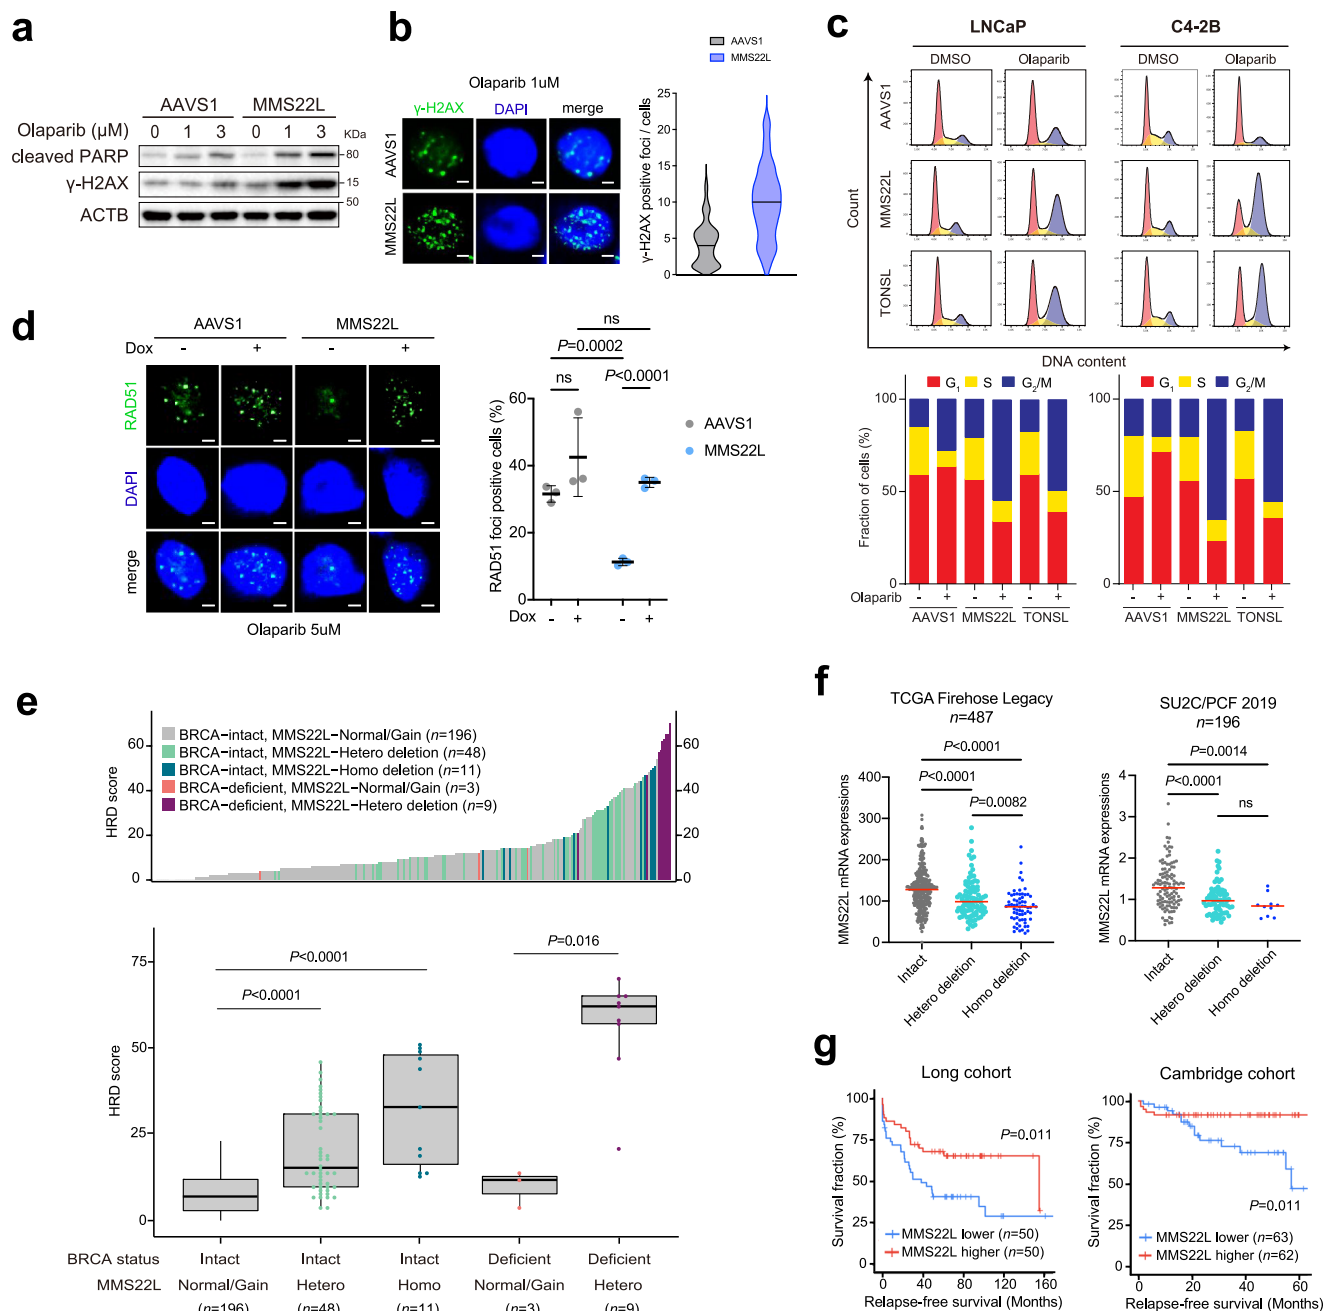 a
AAVS1 MMS22L
Olaparib (μM) 0 1 3 0 1 3 KDa
cleaved PARP 80
γ-H2AX 15
50
ACTB
b
AAVS1
MMS22L
Olaparib 1uM
γ-H2AX DAPI merge
AAVS1
MMS22L
γ-H2AX positive foci / cells
25
20
15
10
5
0
c
LNCaP C4-2B
DMSO Olaparib DMSO Olaparib
AAVS1
MMS22L
TONSL
Count
DNA content
G1 S G2/M G1 S G2/M
Fraction of cells (%)
100 100
50 50
0 0
Olaparib - + - + - + - + - + - +
AAVS1 MMS22L TONSL AAVS1 MMS22L TONSL
d
AAVS1 MMS22L
Dox - + - +
RAD51
DAPI
merge
Olaparib 5uM
ns
P=0.0002
ns P<0.0001
AAVS1
MMS22L
RAD51 foci positive cells (%)
60
40
20
0
Dox - + - +
e
BRCA−intact, MMS22L−Normal/Gain (n=196)
BRCA−intact, MMS22L−Hetero deletion (n=48)
BRCA−intact, MMS22L−Homo deletion (n=11)
BRCA-deficient, MMS22L−Normal/Gain (n=3)
BRCA-deficient, MMS22L−Hetero deletion (n=9)
HRD score
60 60
40 40
20 20
0 0
P=0.016
P<0.0001
P<0.0001
HRD score
75
50
25
0
BRCA status Intact Intact Intact Deficient Deficient
MMS22L Normal/Gain Hetero Homo Normal/Gain Hetero
(n=196) (n=48) (n=11) (n=3) (n=9)
f
TCGA Firehose Legacy
n=487
P<0.0001
P<0.0001
P=0.0082
MMS22L mRNA expressions
400
300
200
100
0
Intact
Hetero deletion
Homo deletion
SU2C/PCF 2019
n=196
P=0.0014
P<0.0001
ns
MMS22L mRNA expressions
4
3
2
1
0
Intact
Hetero deletion
Homo deletion
g
Long cohort
Survival fraction (%)
100
75
50
25
P=0.011
MMS22L lower (n=50)
MMS22L higher (n=50)
0 40 80 120 160
Relapse-free survival (Months)
Cambridge cohort
Survival fraction (%)
100
75
50
25
0
P=0.011
MMS22L lower (n=63)
MMS22L higher (n=62)
0 20 40 60
Relapse-free survival (Months)